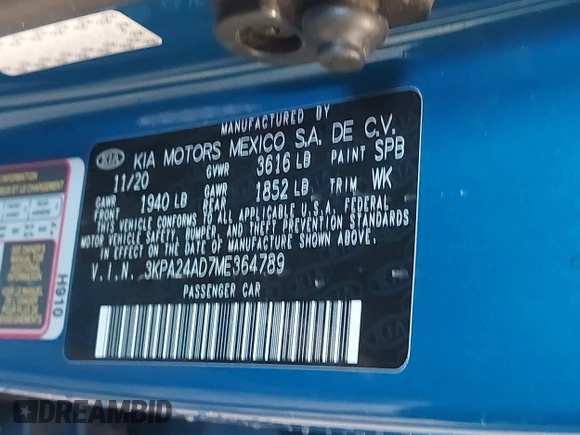 MANUFACTURED BY
KIA KIA MOTORS MEXICO S.A. DE C.V.
11/20 GVWR 3616 LB PAINT SPB
GAWR FRONT 1940 LB GAWR REAR 1852 LB TRIM WK
THIS VEHICLE CONFORMS TO ALL APPLICABLE U.S.A. FEDERAL
MOTOR VEHICLE SAFETY, BUMPER, AND THEFT PREVENTION STANDARDS
IN EFFECT ON THE DATE OF MANUFACTURE SHOWN ABOVE.
V.I.N. 3KPA24AD7ME364789
PASSENGER CAR
H910
DREAMBID